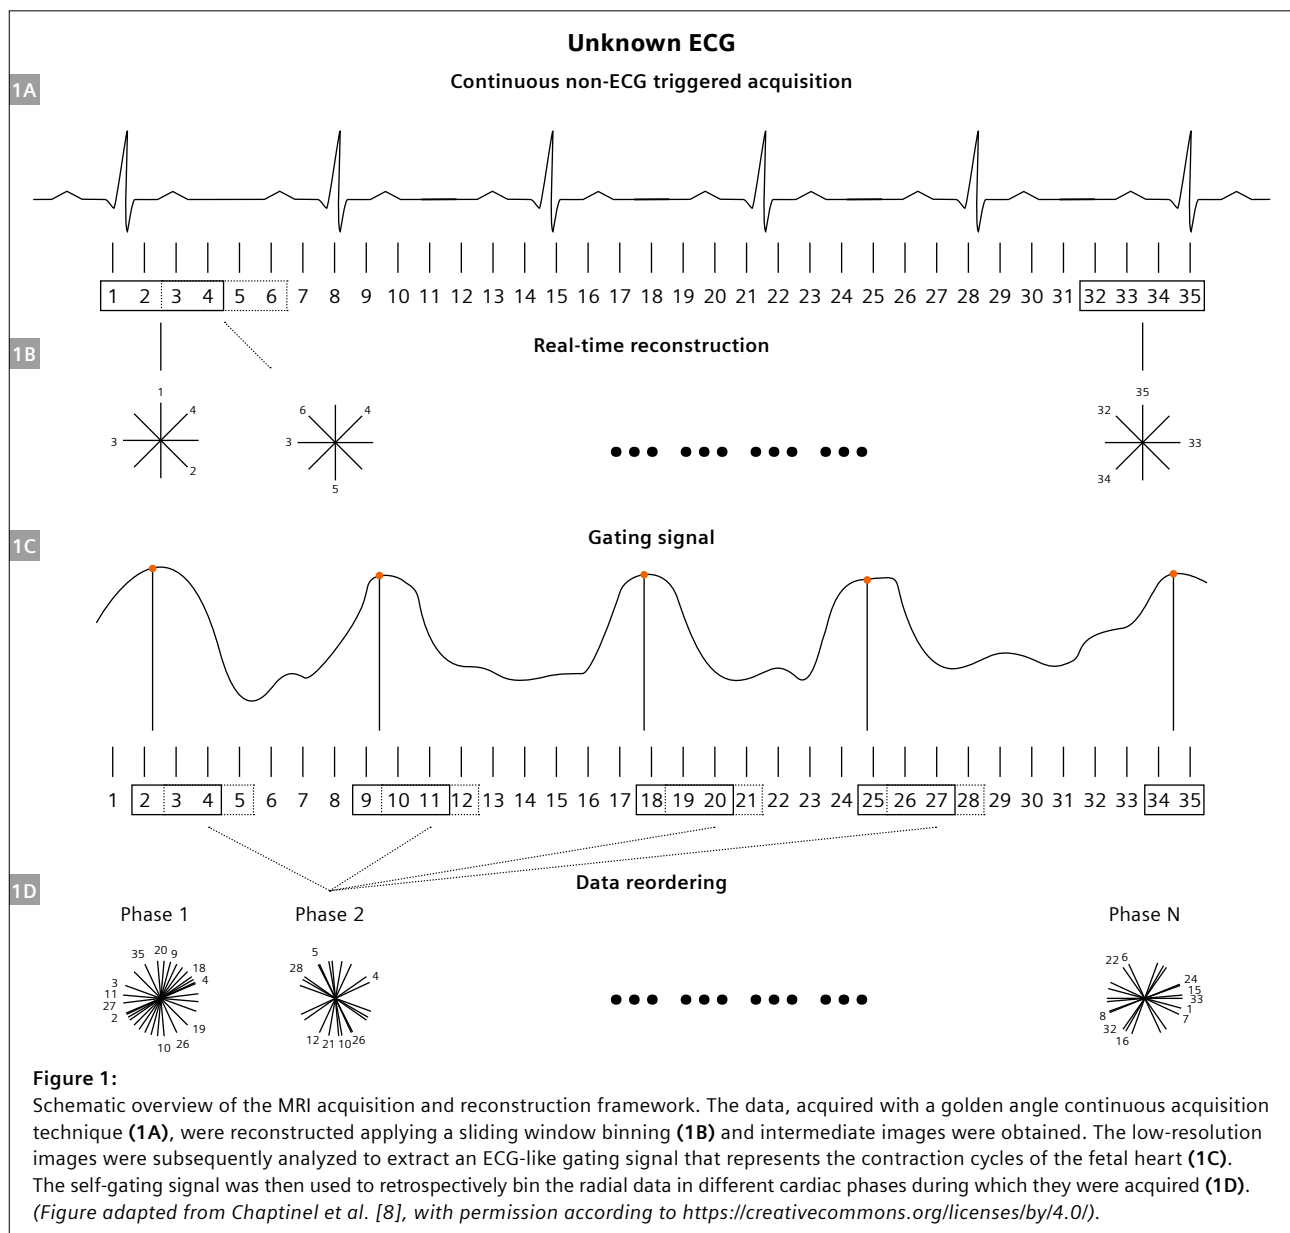 Unknown ECG
1A
Continuous non-ECG triggered acquisition
1 2 3 4 5 6 7 8 9 10 11 12 13 14 15 16 17 18 19 20 21 22 23 24 25 26 27 28 29 30 31 32 33 34 35
1B
Real-time reconstruction
1
4
3
2
6
4
3
5
35
32
33
34
1C
Gating signal
1 2 3 4 5 6 7 8 9 10 11 12 13 14 15 16 17 18 19 20 21 22 23 24 25 26 27 28 29 30 31 32 33 34 35
1D
Data reordering
Phase 1
Phase 2
Phase N
35
20
9
18
4
3
11
27
2
19
10
26
5
28
4
12
21
10
26
22
6
24
15
33
1
7
8
32
16
Figure 1:
Schematic overview of the MRI acquisition and reconstruction framework. The data, acquired with a golden angle continuous acquisition
technique (1A), were reconstructed applying a sliding window binning (1B) and intermediate images were obtained. The low-resolution
images were subsequently analyzed to extract an ECG-like gating signal that represents the contraction cycles of the fetal heart (1C).
The self-gating signal was then used to retrospectively bin the radial data in different cardiac phases during which they were acquired (1D).
(Figure adapted from Chaptinel et al. [8], with permission according to https://creativecommons.org/licenses/by/4.0/).